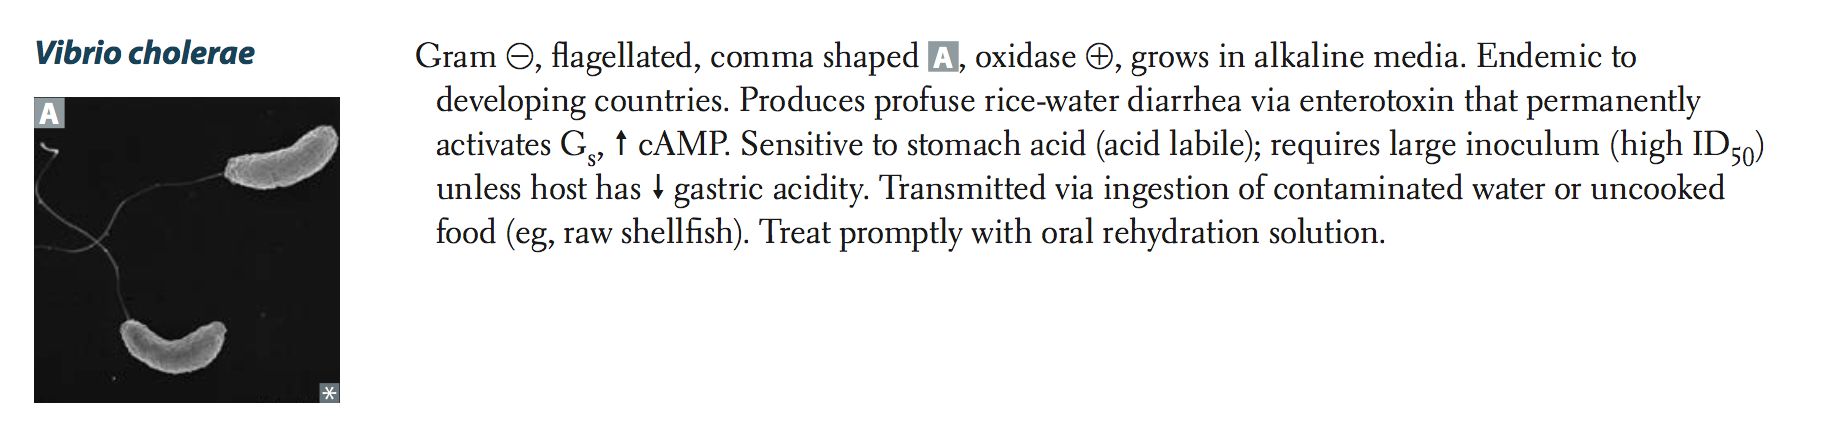 Vibrio cholerae
A
*
Gram ⊖, flagellated, comma shaped A, oxidase ⊕, grows in alkaline media. Endemic to
developing countries. Produces profuse rice-water diarrhea via enterotoxin that permanently
activates Gs, ↑ cAMP. Sensitive to stomach acid (acid labile); requires large inoculum (high ID50)
unless host has ↓ gastric acidity. Transmitted via ingestion of contaminated water or uncooked
food (eg, raw shellfish). Treat promptly with oral rehydration solution.